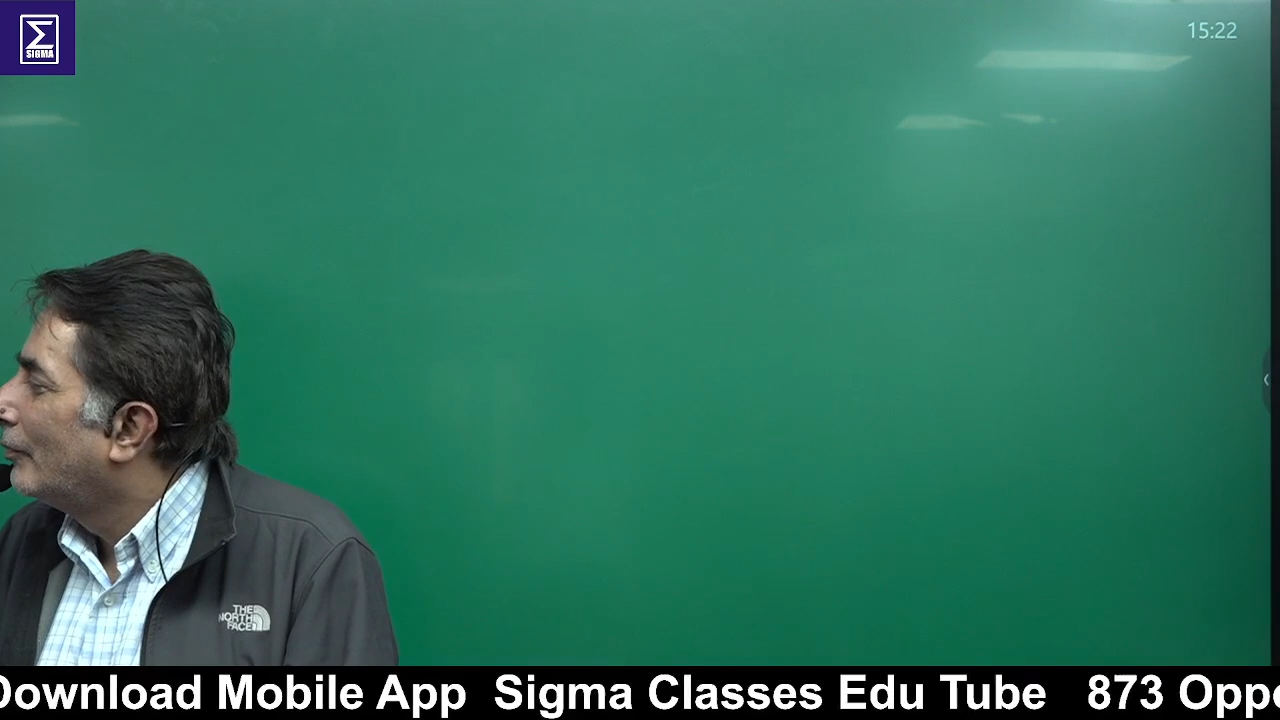 SIGMA
15:22
THE
NORTH
FACE
Download Mobile App Sigma Classes Edu Tube 873 Oppo